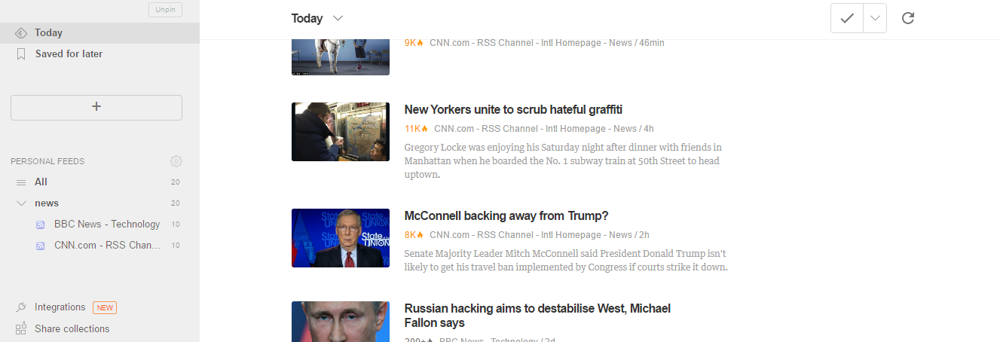 Unpin
Today
Saved for later
+
PERSONAL FEEDS
All 20
news 20
BBC News - Technology 10
CNN.com - RSS Chan... 10
Integrations NEW
Share collections
Today
9K CNN.com - RSS Channel - Intl Homepage - News / 46min
New Yorkers unite to scrub hateful graffiti
11K CNN.com - RSS Channel - Intl Homepage - News / 4h
Gregory Locke was enjoying his Saturday night after dinner with friends in
Manhattan when he boarded the No. 1 subway train at 50th Street to head
uptown.
State of the
UNION
McConnell backing away from Trump?
8K CNN.com - RSS Channel - Intl Homepage - News / 2h
Senate Majority Leader Mitch McConnell said President Donald Trump isn't
likely to get his travel ban implemented by Congress if courts strike it down.
Russian hacking aims to destabilise West, Michael
Fallon says
200+ BBC News - Technology / 2d